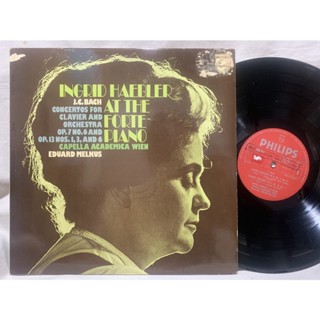 INGRID HAEBLER
AT THE
FORTE-
PIANO
J.C. BACH
CONCERTOS FOR
CLAVIER AND
ORCHESTRA
OP. 7 NO. 6 AND
OP. 13 NOS. 1, 3, AND 6
CAPELLA ACADEMICA WIEN
EDUARD MELKUS
PHILIPS